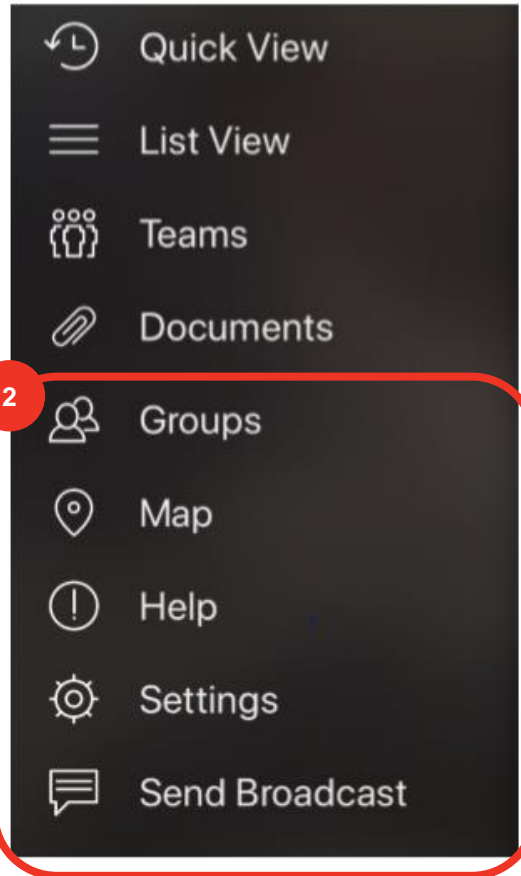 Quick View
List View
Teams
Documents
2
Groups
Map
Help
Settings
Send Broadcast